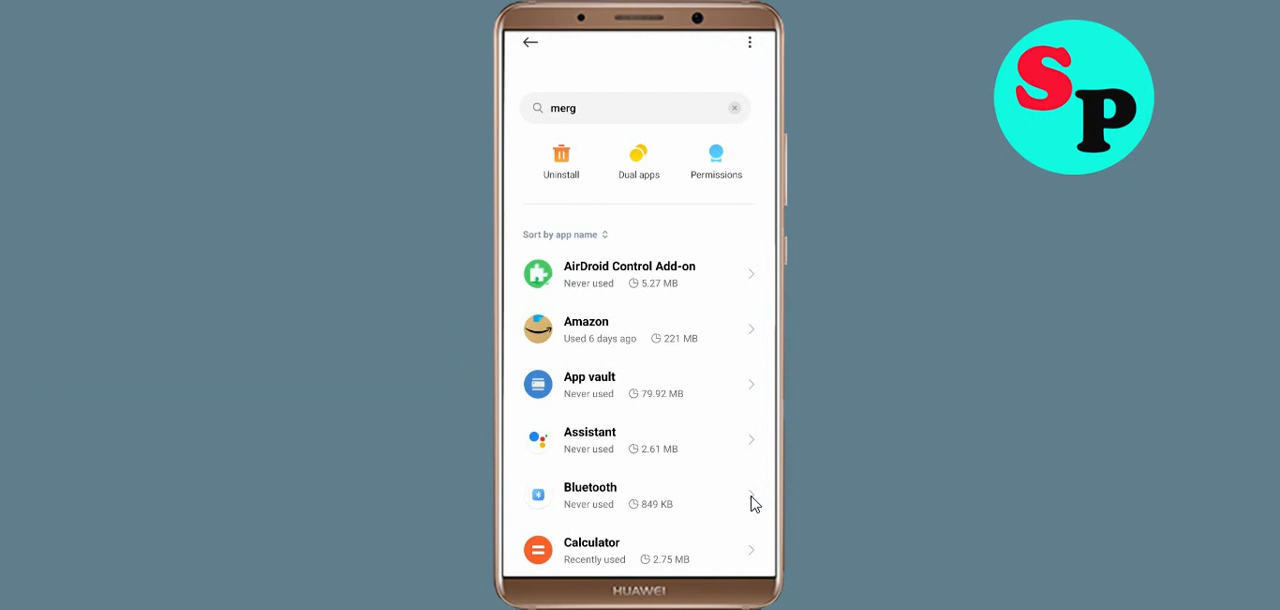 merg
Uninstall
Dual apps
Permissions
Sort by app name
AirDroid Control Add-on
Never used 5.27 MB
Amazon
Used 6 days ago 221 MB
App vault
Never used 79.92 MB
Assistant
Never used 2.61 MB
Bluetooth
Never used 849 KB
Calculator
Recently used 2.75 MB
HUAWEI
SP